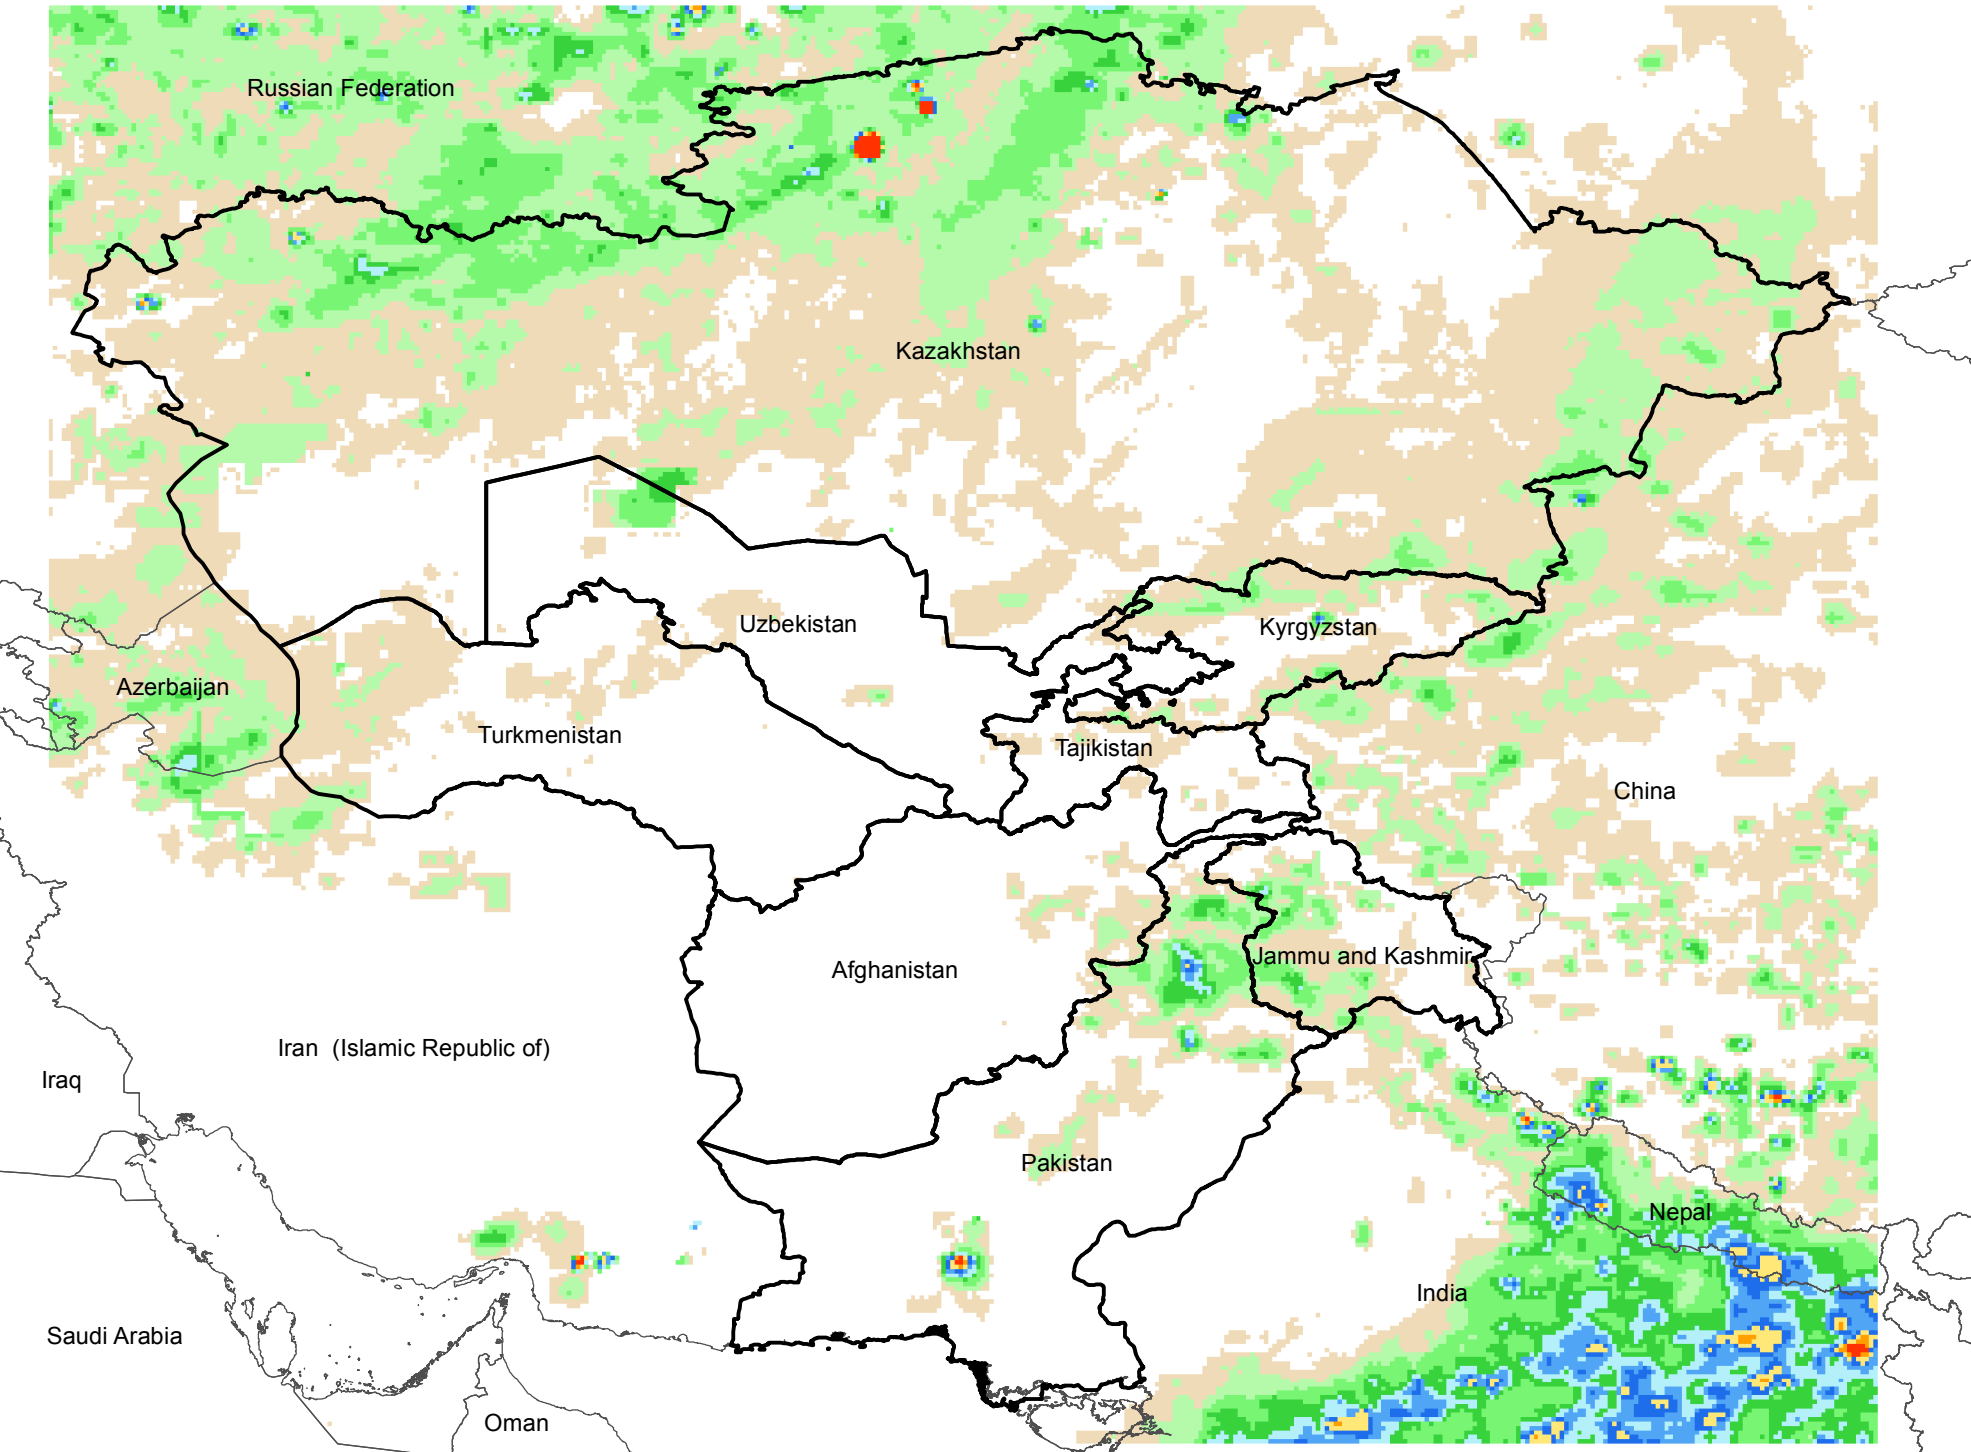 Russian Federation
Kazakhstan
Uzbekistan
Kyrgyzstan
Azerbaijan
Turkmenistan
Tajikistan
China
Jammu and Kashmir
Afghanistan
Iran  (Islamic Republic of)
Iraq
Pakistan
Nepal
India
Saudi Arabia
Oman